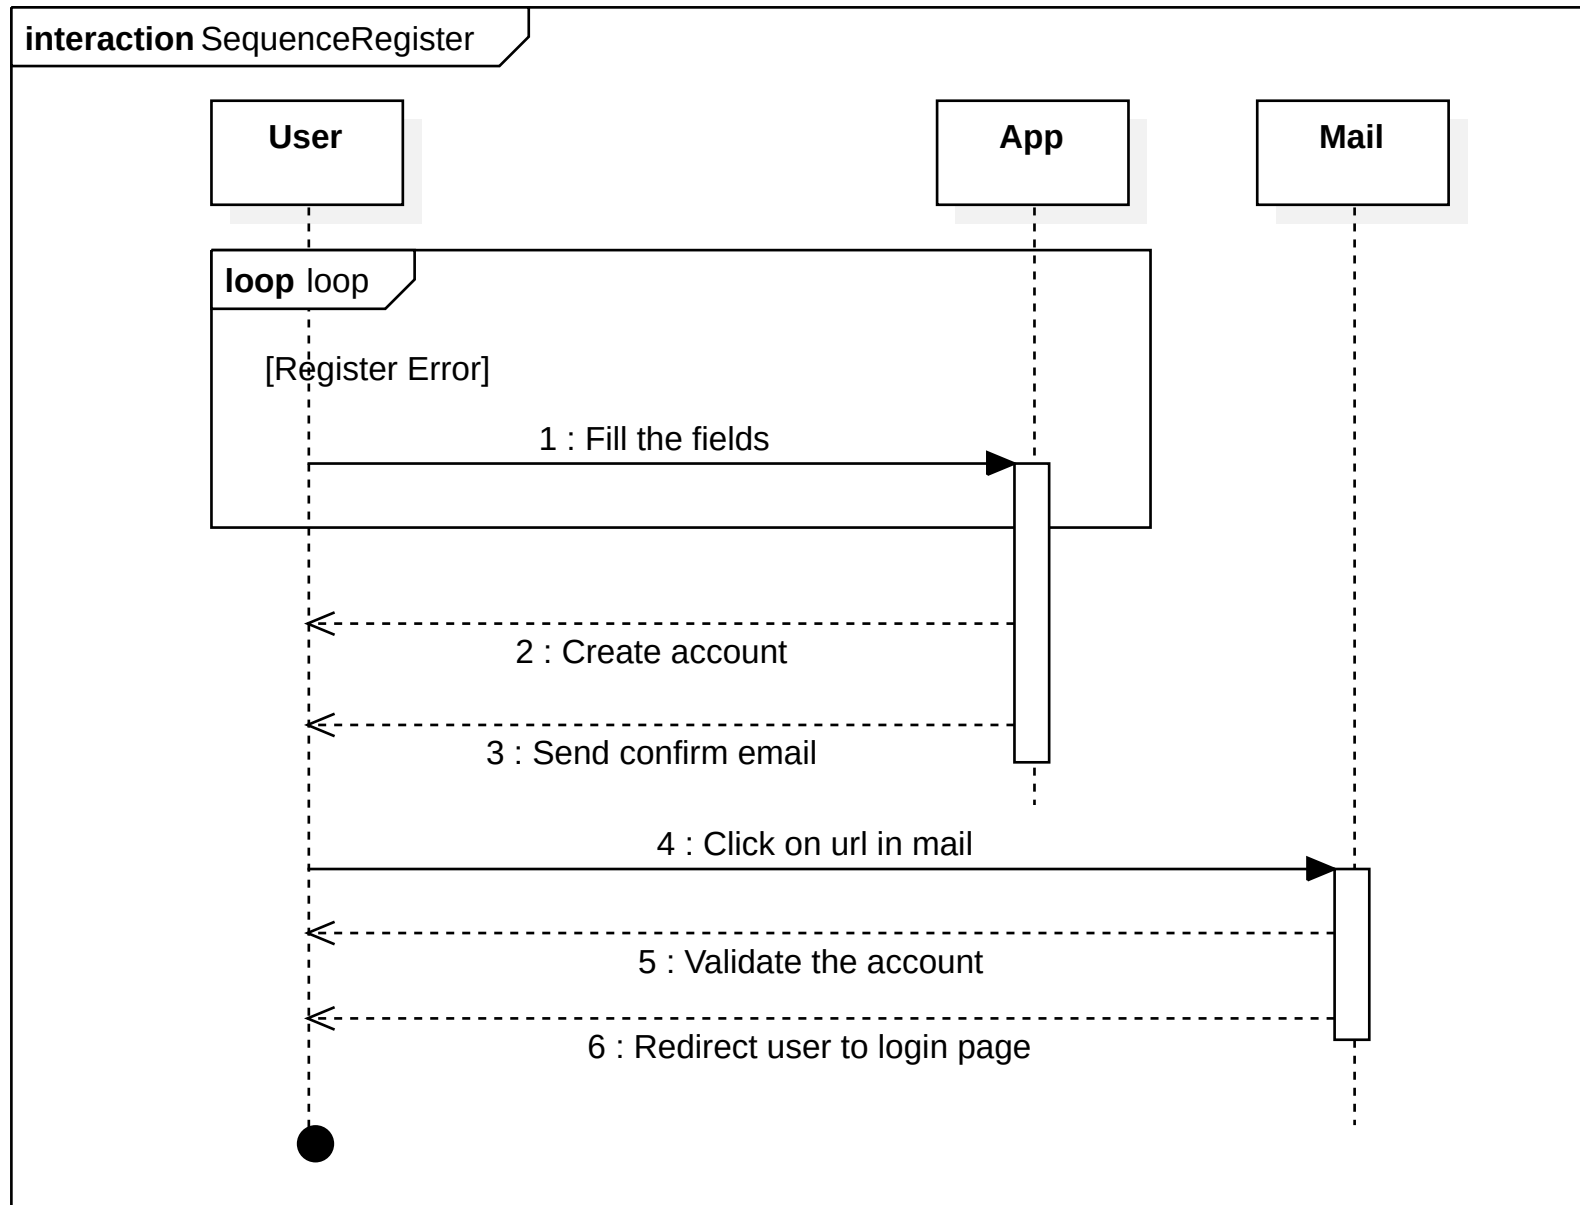 interaction SequenceRegister
User
App
Mail
loop loop
[Register Error]
1 : Fill the fields
2 : Create account
3 : Send confirm email
4 : Click on url in mail
5 : Validate the account
6 : Redirect user to login page